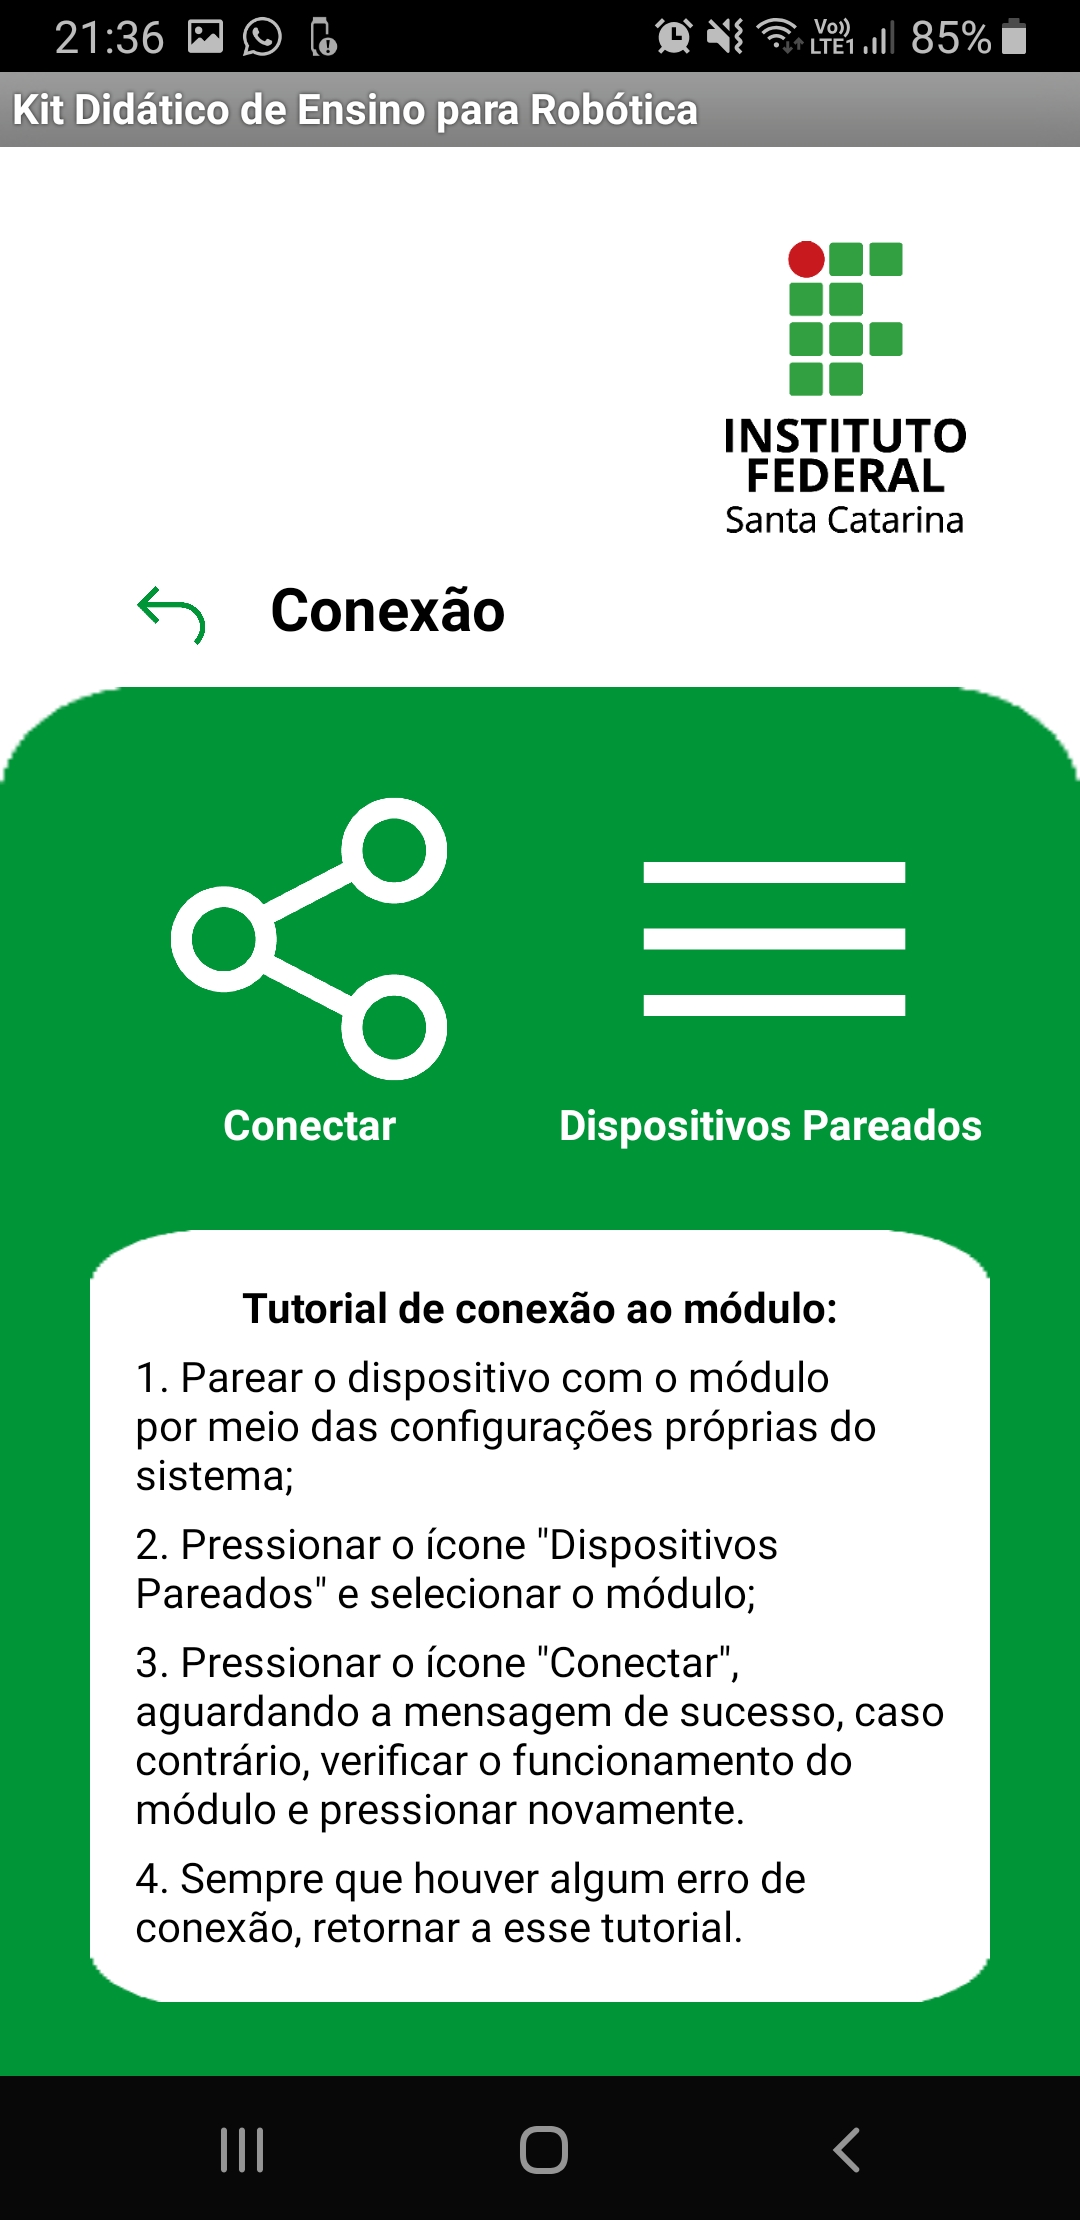 21:36
Vo)) LTE1 85%
Kit Didático de Ensino para Robótica
INSTITUTO
FEDERAL
Santa Catarina
Conexão
Conectar
Dispositivos Pareados
Tutorial de conexão ao módulo:
1. Parear o dispositivo com o módulo
por meio das configurações próprias do
sistema;
2. Pressionar o ícone "Dispositivos
Pareados" e selecionar o módulo;
3. Pressionar o ícone "Conectar",
aguardando a mensagem de sucesso, caso
contrário, verificar o funcionamento do
módulo e pressionar novamente.
4. Sempre que houver algum erro de
conexão, retornar a esse tutorial.